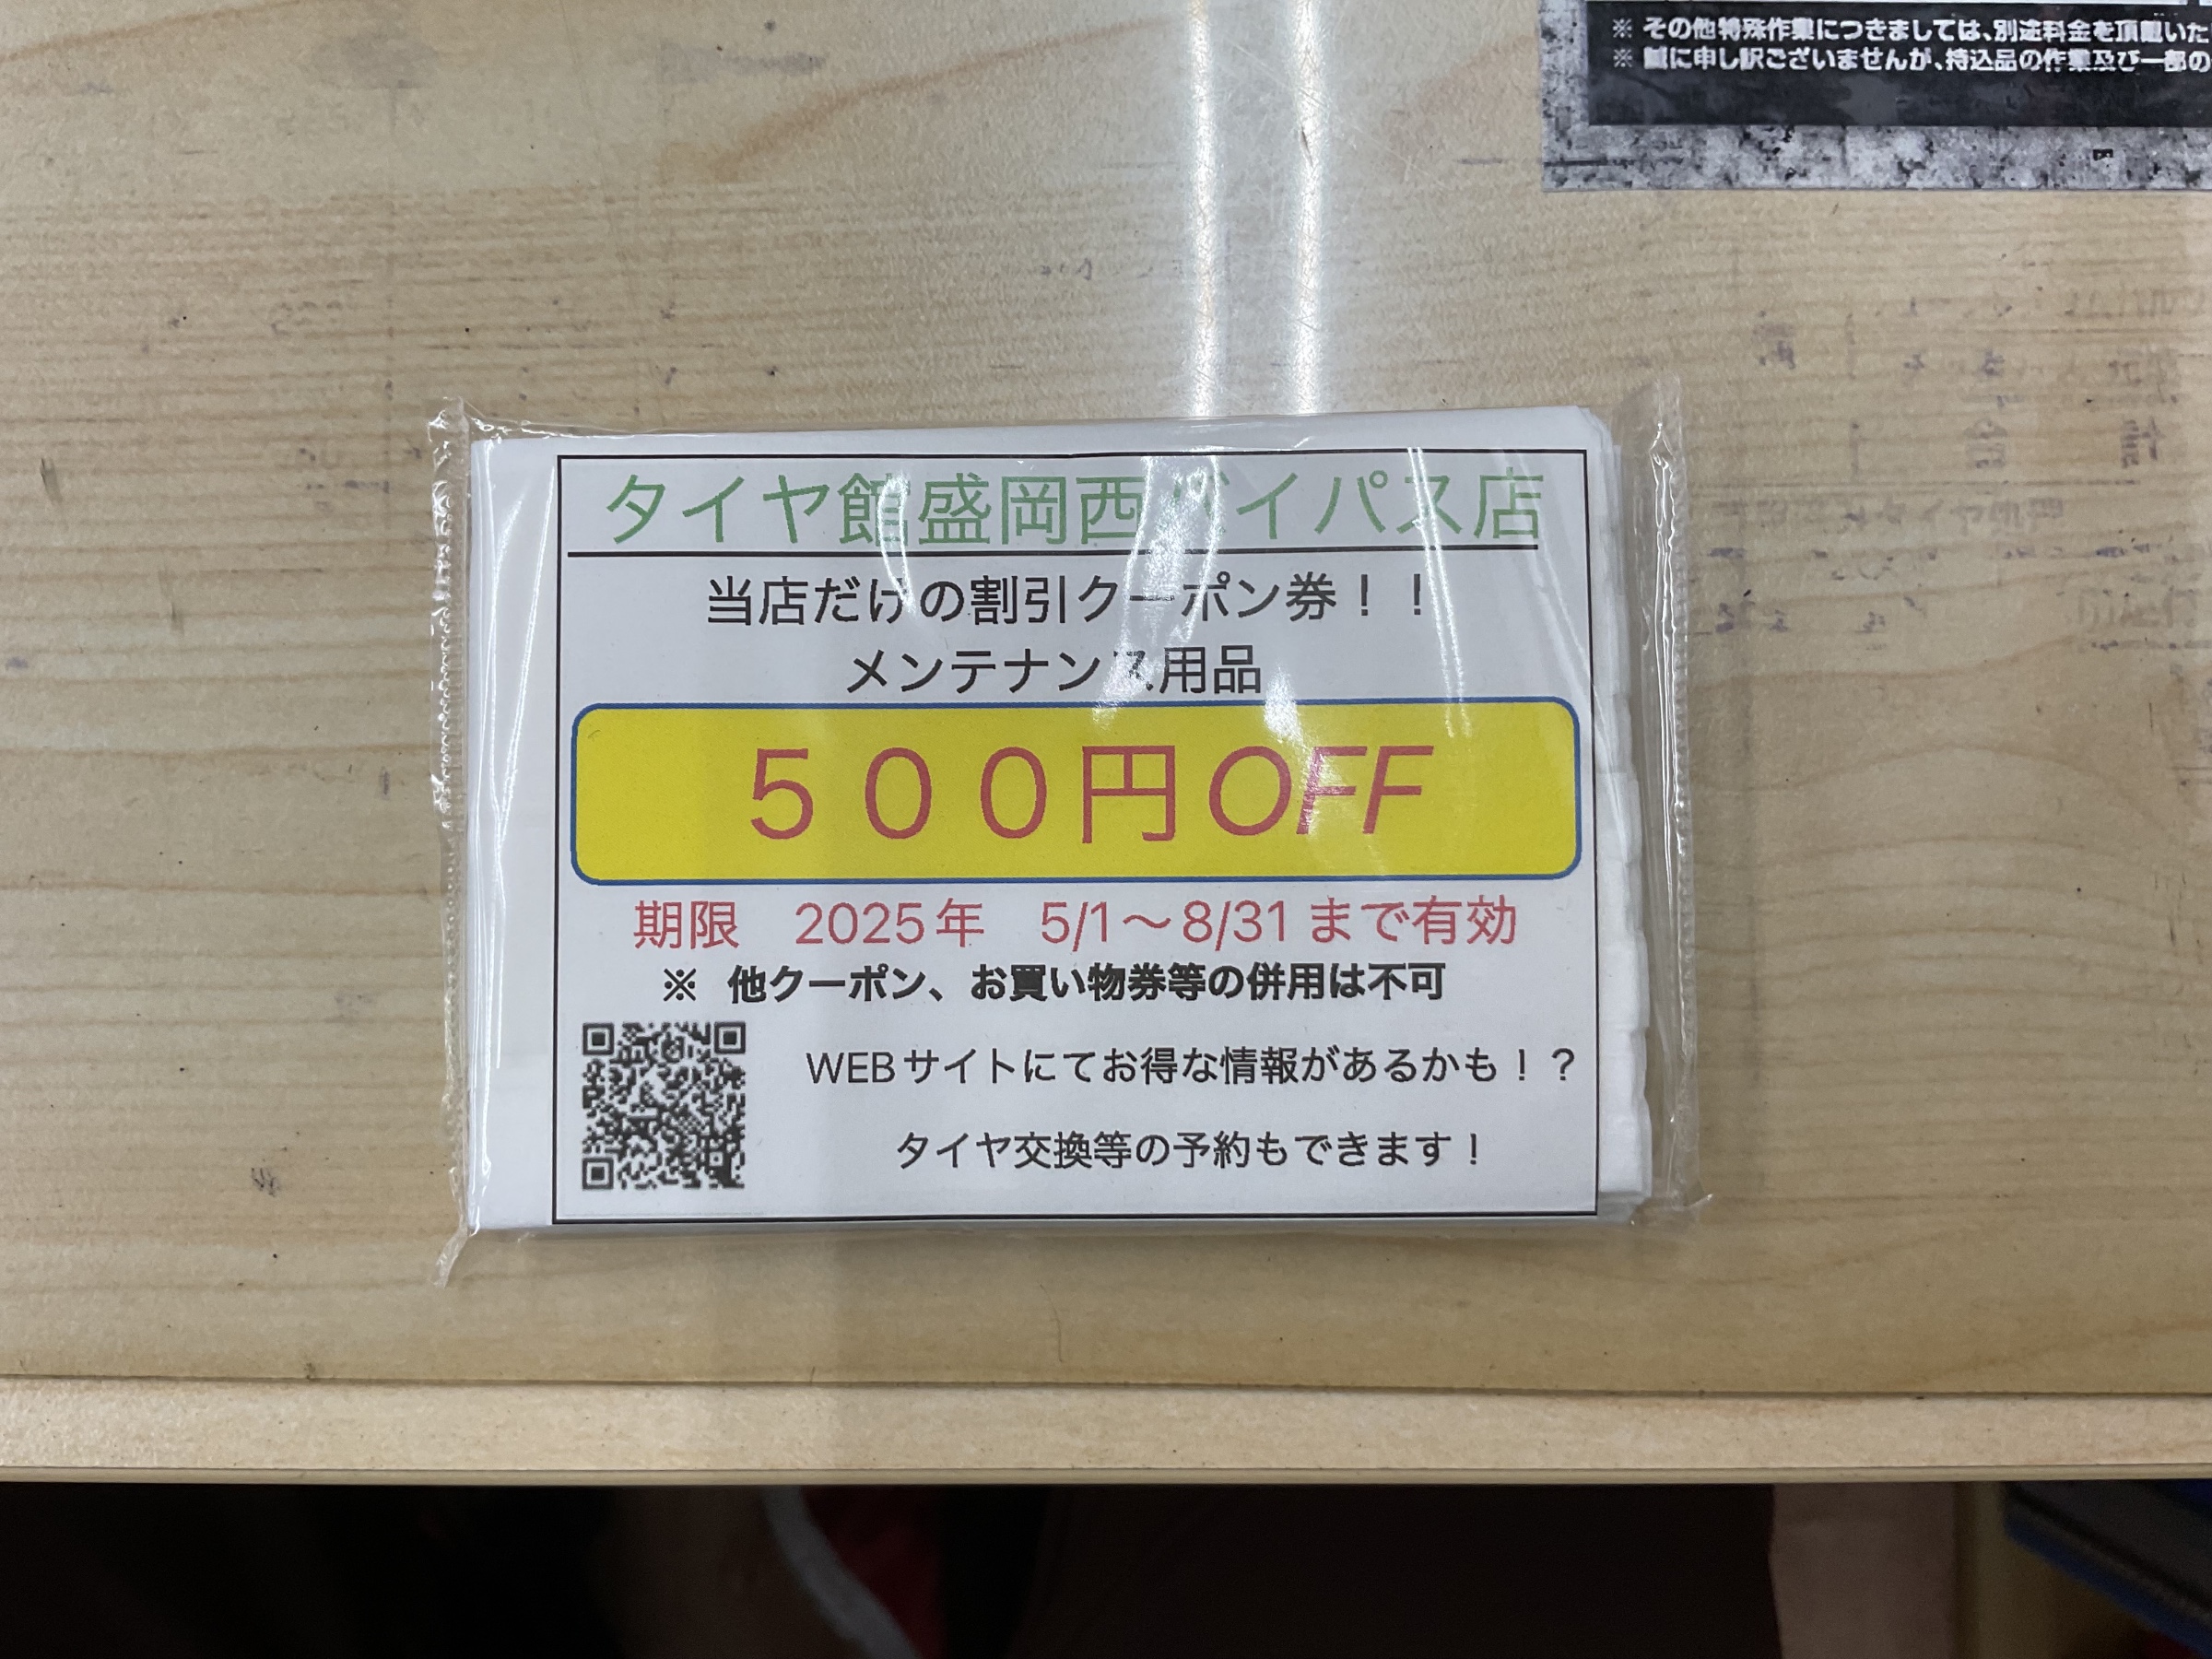 ※ その他特殊作業につきましては、別途料金を頂戴いた
※ 誠に申し訳ございませんが、持込品の作業及び一部の
タイヤ館盛岡西バイパス店
当店だけの割引クーポン券！！
メンテナンス用品
５００円OFF
期限　2025年　5/1～8/31まで有効
※ 他クーポン、お買い物券等の併用は不可
WEBサイトにてお得な情報があるかも！？
タイヤ交換等の予約もできます！